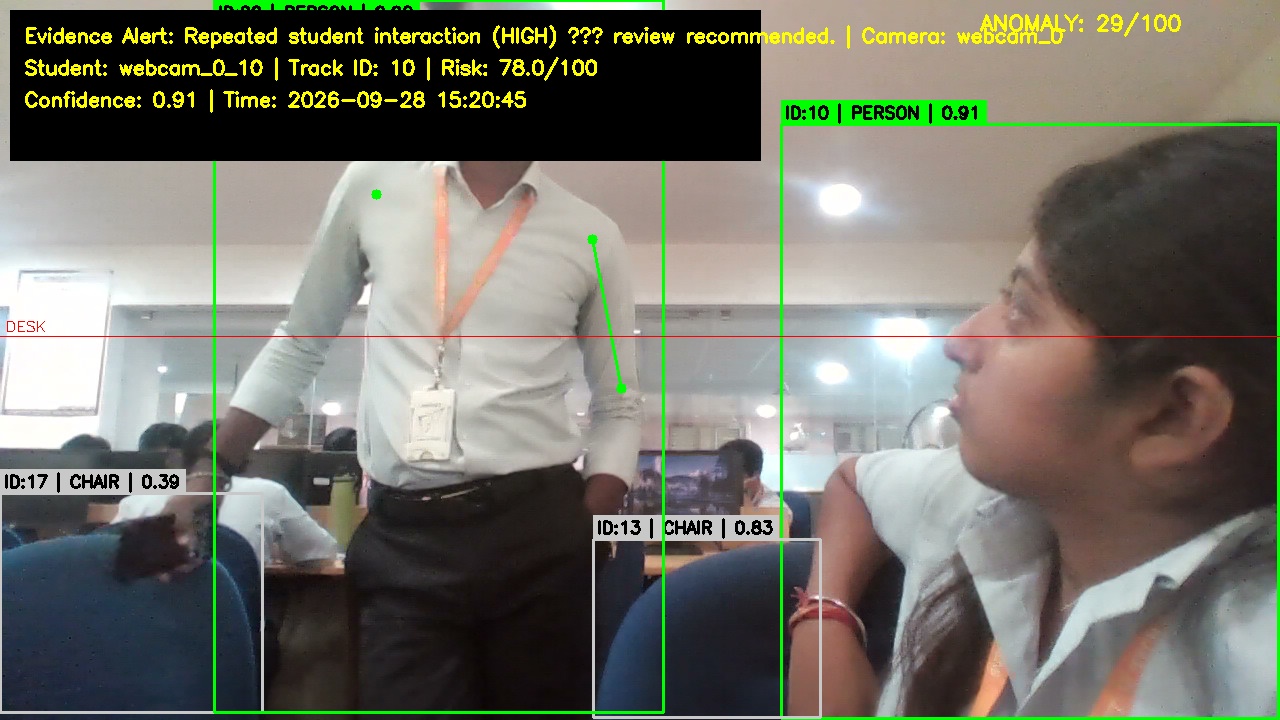 Evidence Alert: Repeated student interaction (HIGH) ??? review recommended. | Camera: webcam_0
ANOMALY: 29/100
Student: webcam_0_10 | Track ID: 10 | Risk: 78.0/100
Confidence: 0.91 | Time: 2026-09-28 15:20:45
ID:10 | PERSON | 0.91
DESK
ID:17 | CHAIR | 0.39
ID:13 | CHAIR | 0.83